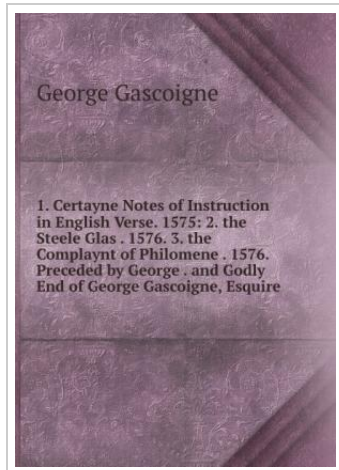 George Gascoigne
1. Certayne Notes of Instruction
in English Verse. 1575: 2. the
Steele Glas . 1576. 3. the
Complaynt of Philomene . 1576.
Preceded by George . and Godly
End of George Gascoigne, Esquire